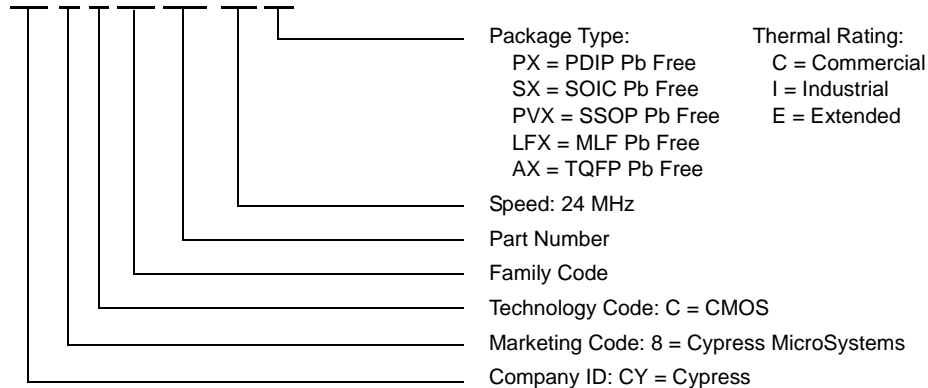 Package Type:
PX = PDIP Pb Free
SX = SOIC Pb Free
PVX = SSOP Pb Free
LFX = MLF Pb Free
AX = TQFP Pb Free
Thermal Rating:
C = Commercial
I = Industrial
E = Extended
Speed: 24 MHz
Part Number
Family Code
Technology Code: C = CMOS
Marketing Code: 8 = Cypress MicroSystems
Company ID: CY = Cypress